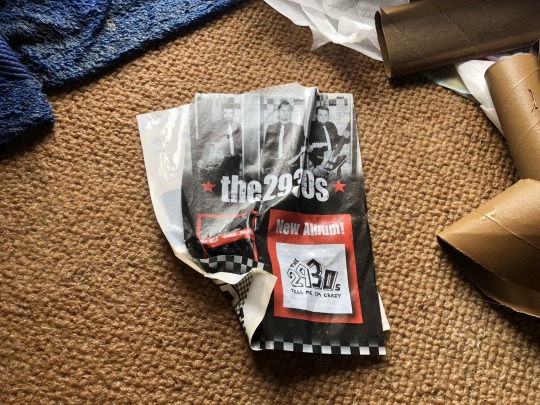 the2930s
New Album!
THE
2930s
TELL ME I'M CRAZY